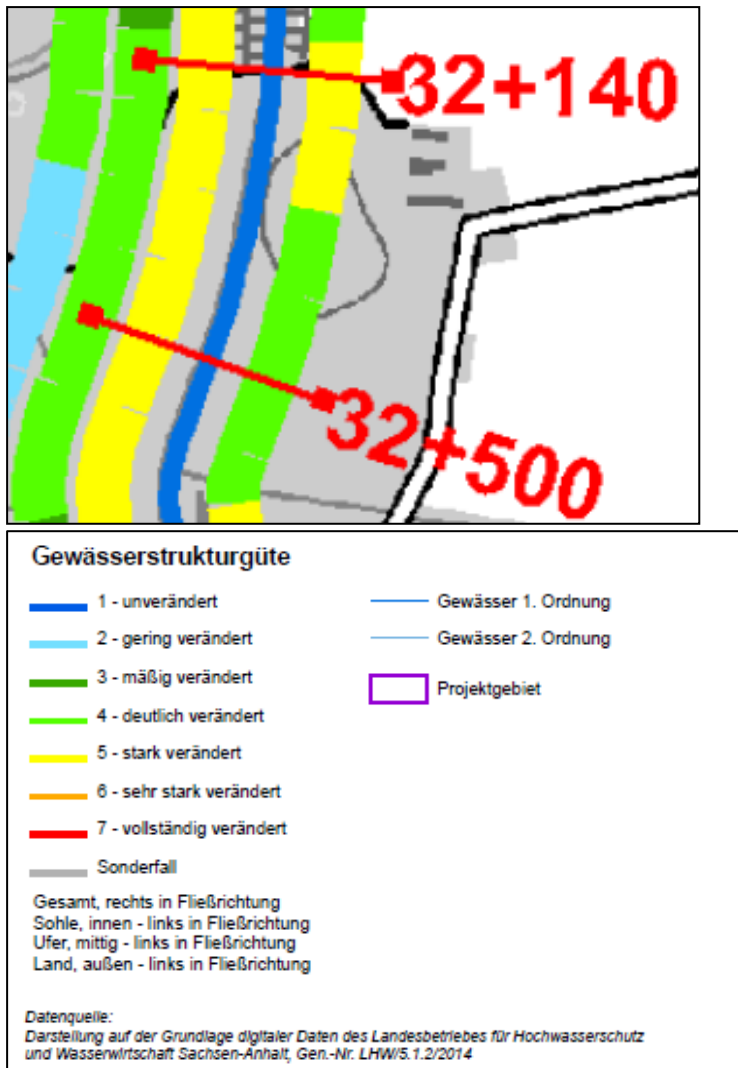 32+140
32+500
Gewässerstrukturgüte
1 - unverändert
2 - gering verändert
3 - mäßig verändert
4 - deutlich verändert
5 - stark verändert
6 - sehr stark verändert
7 - vollständig verändert
Sonderfall
Gewässer 1. Ordnung
Gewässer 2. Ordnung
Projektgebiet
Gesamt, rechts in Fließrichtung
Sohle, innen - links in Fließrichtung
Ufer, mittig - links in Fließrichtung
Land, außen - links in Fließrichtung
Datenquelle:
Darstellung auf der Grundlage digitaler Daten des Landesbetriebes für Hochwasserschutz
und Wasserwirtschaft Sachsen-Anhalt, Gen.-Nr. LHW/5.1.2/2014